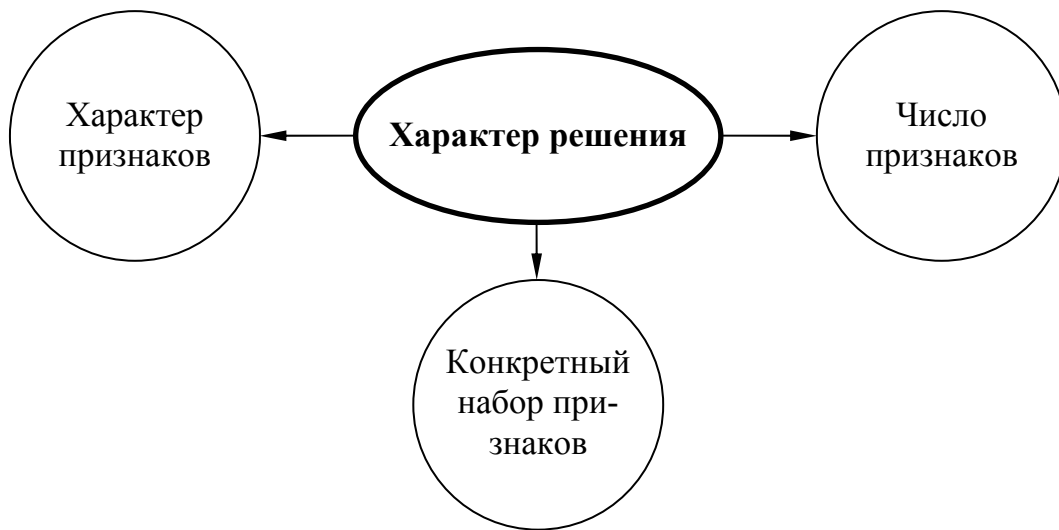 Характер
признаков
Характер решения
Число
признаков
Конкретный
набор при-
знаков